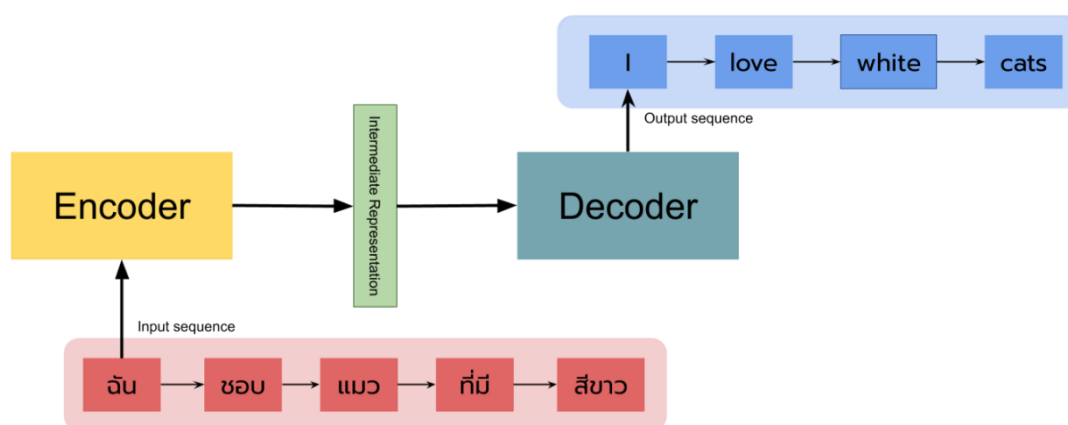 I love white cats
Output sequence
Intermediate Representation
Encoder
Decoder
Input sequence
ฉัน ชอบ แมว ที่มี สีขาว